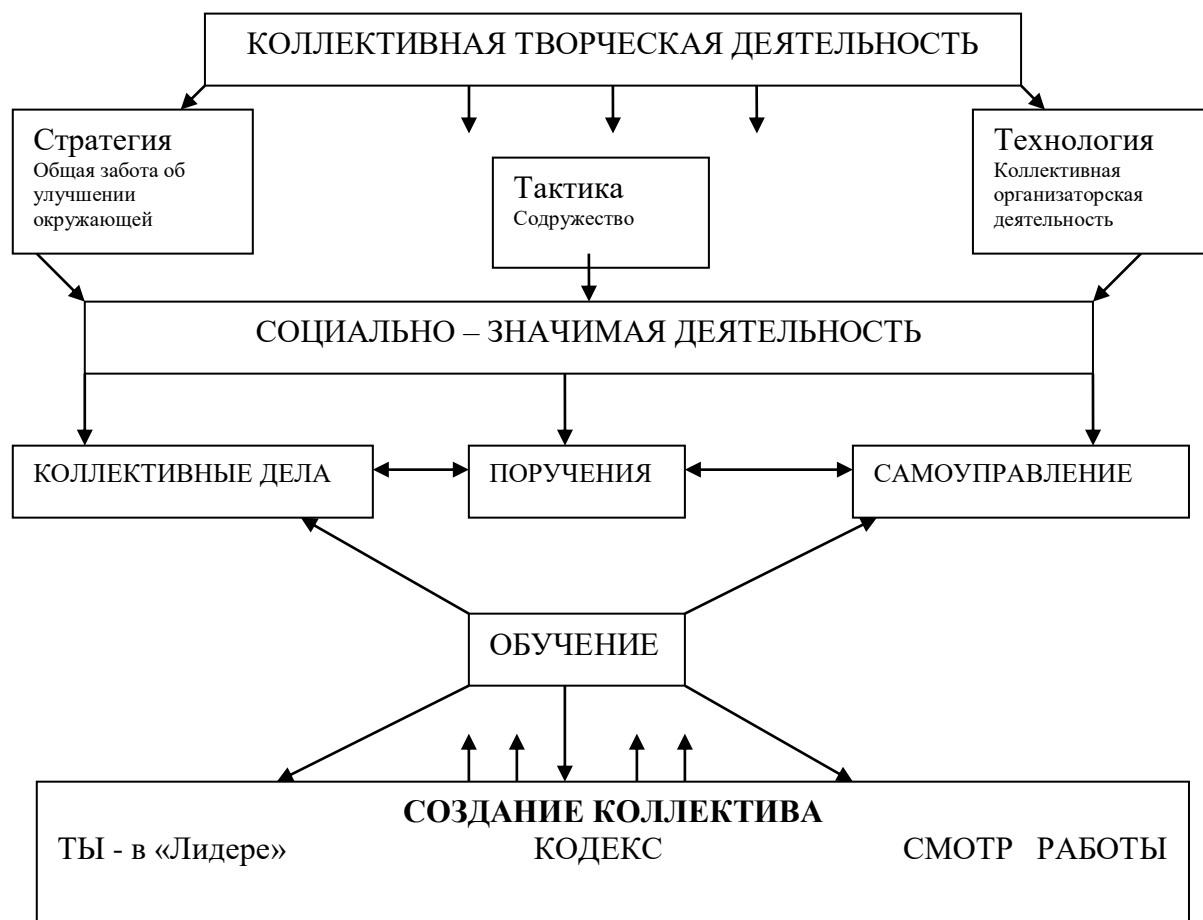 КОЛЛЕКТИВНАЯ ТВОРЧЕСКАЯ ДЕЯТЕЛЬНОСТЬ
Стратегия
Общая забота об
улучшении
окружающей
Тактика
Содружество
Технология
Коллективная
организаторская
деятельность
СОЦИАЛЬНО – ЗНАЧИМАЯ ДЕЯТЕЛЬНОСТЬ
КОЛЛЕКТИВНЫЕ ДЕЛА
ПОРУЧЕНИЯ
САМОУПРАВЛЕНИЕ
ОБУЧЕНИЕ
СОЗДАНИЕ КОЛЛЕКТИВА
ТЫ - в «Лидере» КОДЕКС СМОТР РАБОТЫ